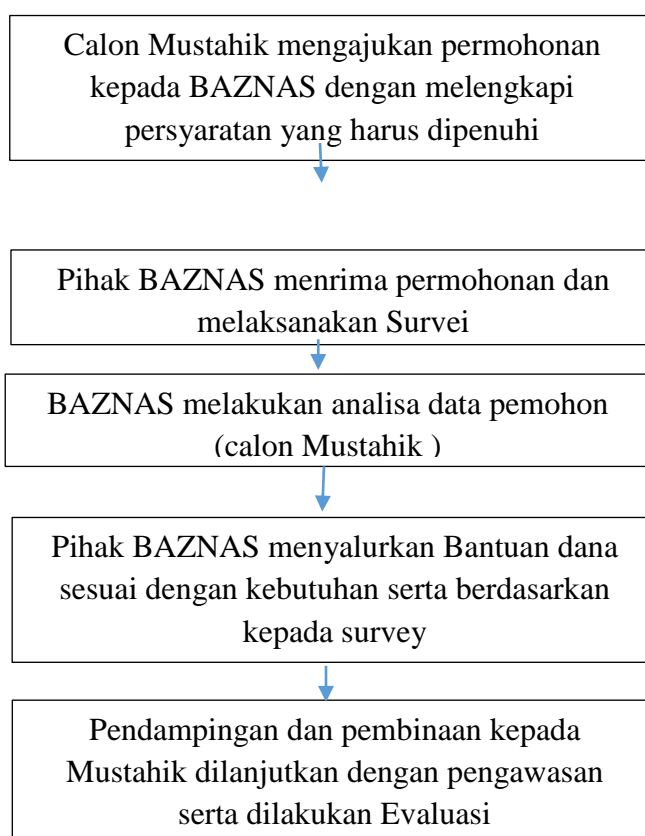 Calon Mustahik mengajukan permohonan
kepada BAZNAS dengan melengkapi
persyaratan yang harus dipenuhi
Pihak BAZNAS menrima permohonan dan
melaksanakan Survei
BAZNAS melakukan analisa data pemohon
(calon Mustahik )
Pihak BAZNAS menyalurkan Bantuan dana
sesuai dengan kebutuhan serta berdasarkan
kepada survey
Pendampingan dan pembinaan kepada
Mustahik dilanjutkan dengan pengawasan
serta dilakukan Evaluasi